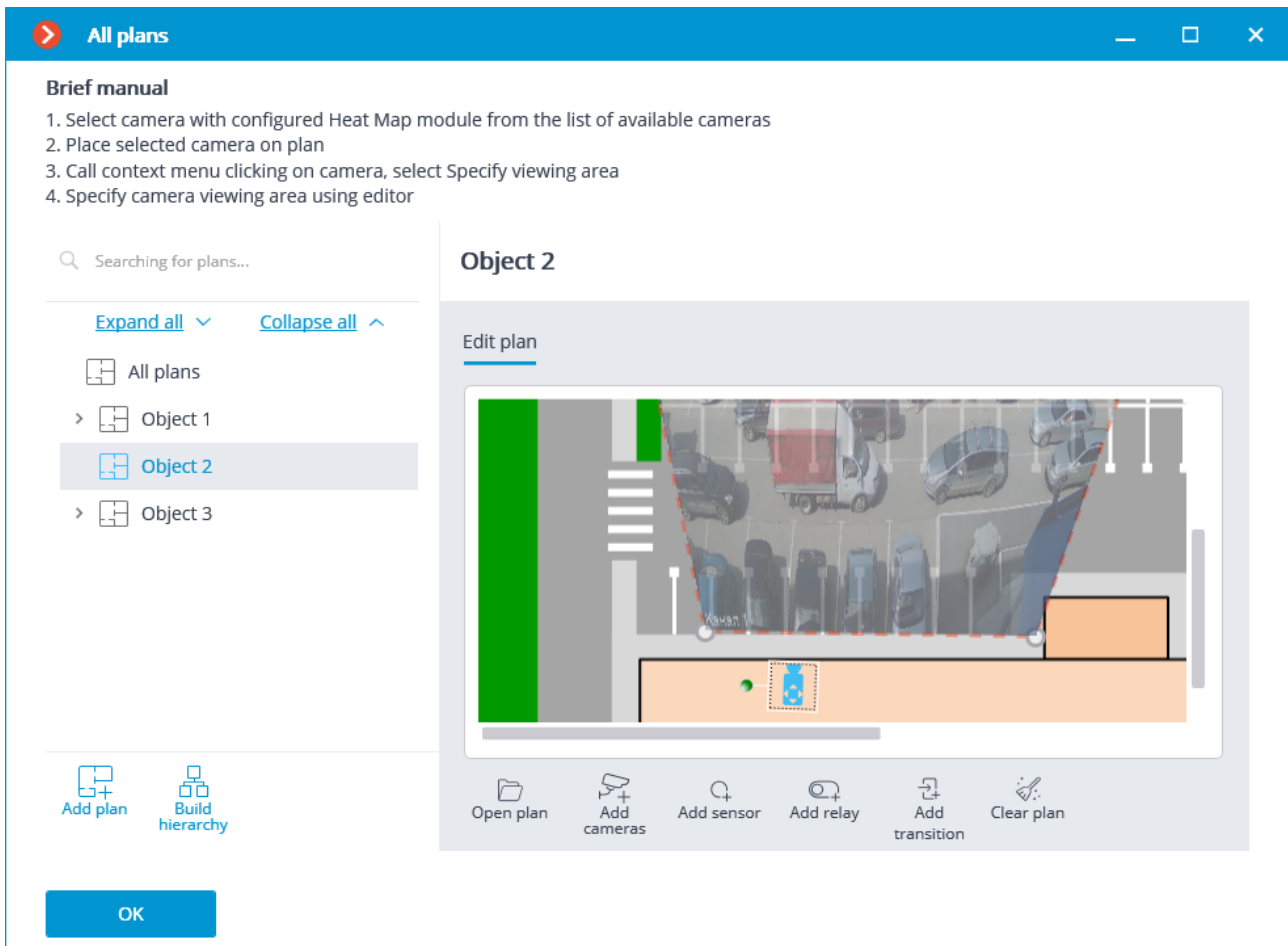 All plans
Brief manual
1. Select camera with configured Heat Map module from the list of available cameras
2. Place selected camera on plan
3. Call context menu clicking on camera, select Specify viewing area
4. Specify camera viewing area using editor
Searching for plans...
Expand all
Collapse all
All plans
Object 1
Object 2
Object 3
Add plan
Build
hierarchy
Object 2
Edit plan
Канал 1
Open plan
Add
cameras
Add sensor
Add relay
Add
transition
Clear plan
OK